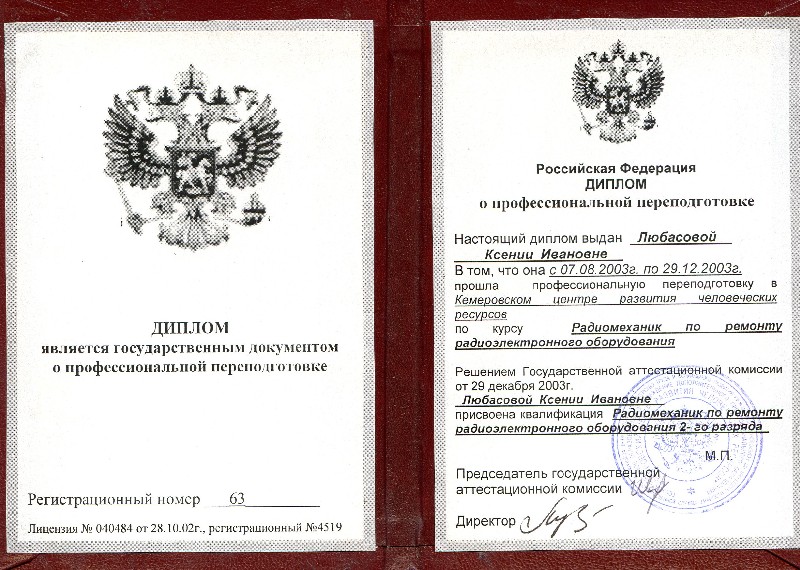 ДИПЛОМ
является государственным документом
о профессиональной переподготовке
Регистрационный номер 63
Лицензия № 040484 от 28.10.02г., регистрационный №4519
Российская Федерация
ДИПЛОМ
о профессиональной переподготовке
Настоящий диплом выдан Любасовой
Ксении Ивановне
В том, что она с 07.08.2003г. по 29.12.2003г.
прошла профессиональную переподготовку в
Кемеровском центре развития человеческих
ресурсов
по курсу Радиомеханик по ремонту
радиоэлектронного оборудования
Решением Государственной аттестационной комиссии
от 29 декабря 2003г.
Любасовой Ксении Ивановне
присвоена квалификация Радиомеханик по ремонту
радиоэлектронного оборудования 2- го разряда
М.П.
Председатель государственной
аттестационной комиссии
Директор